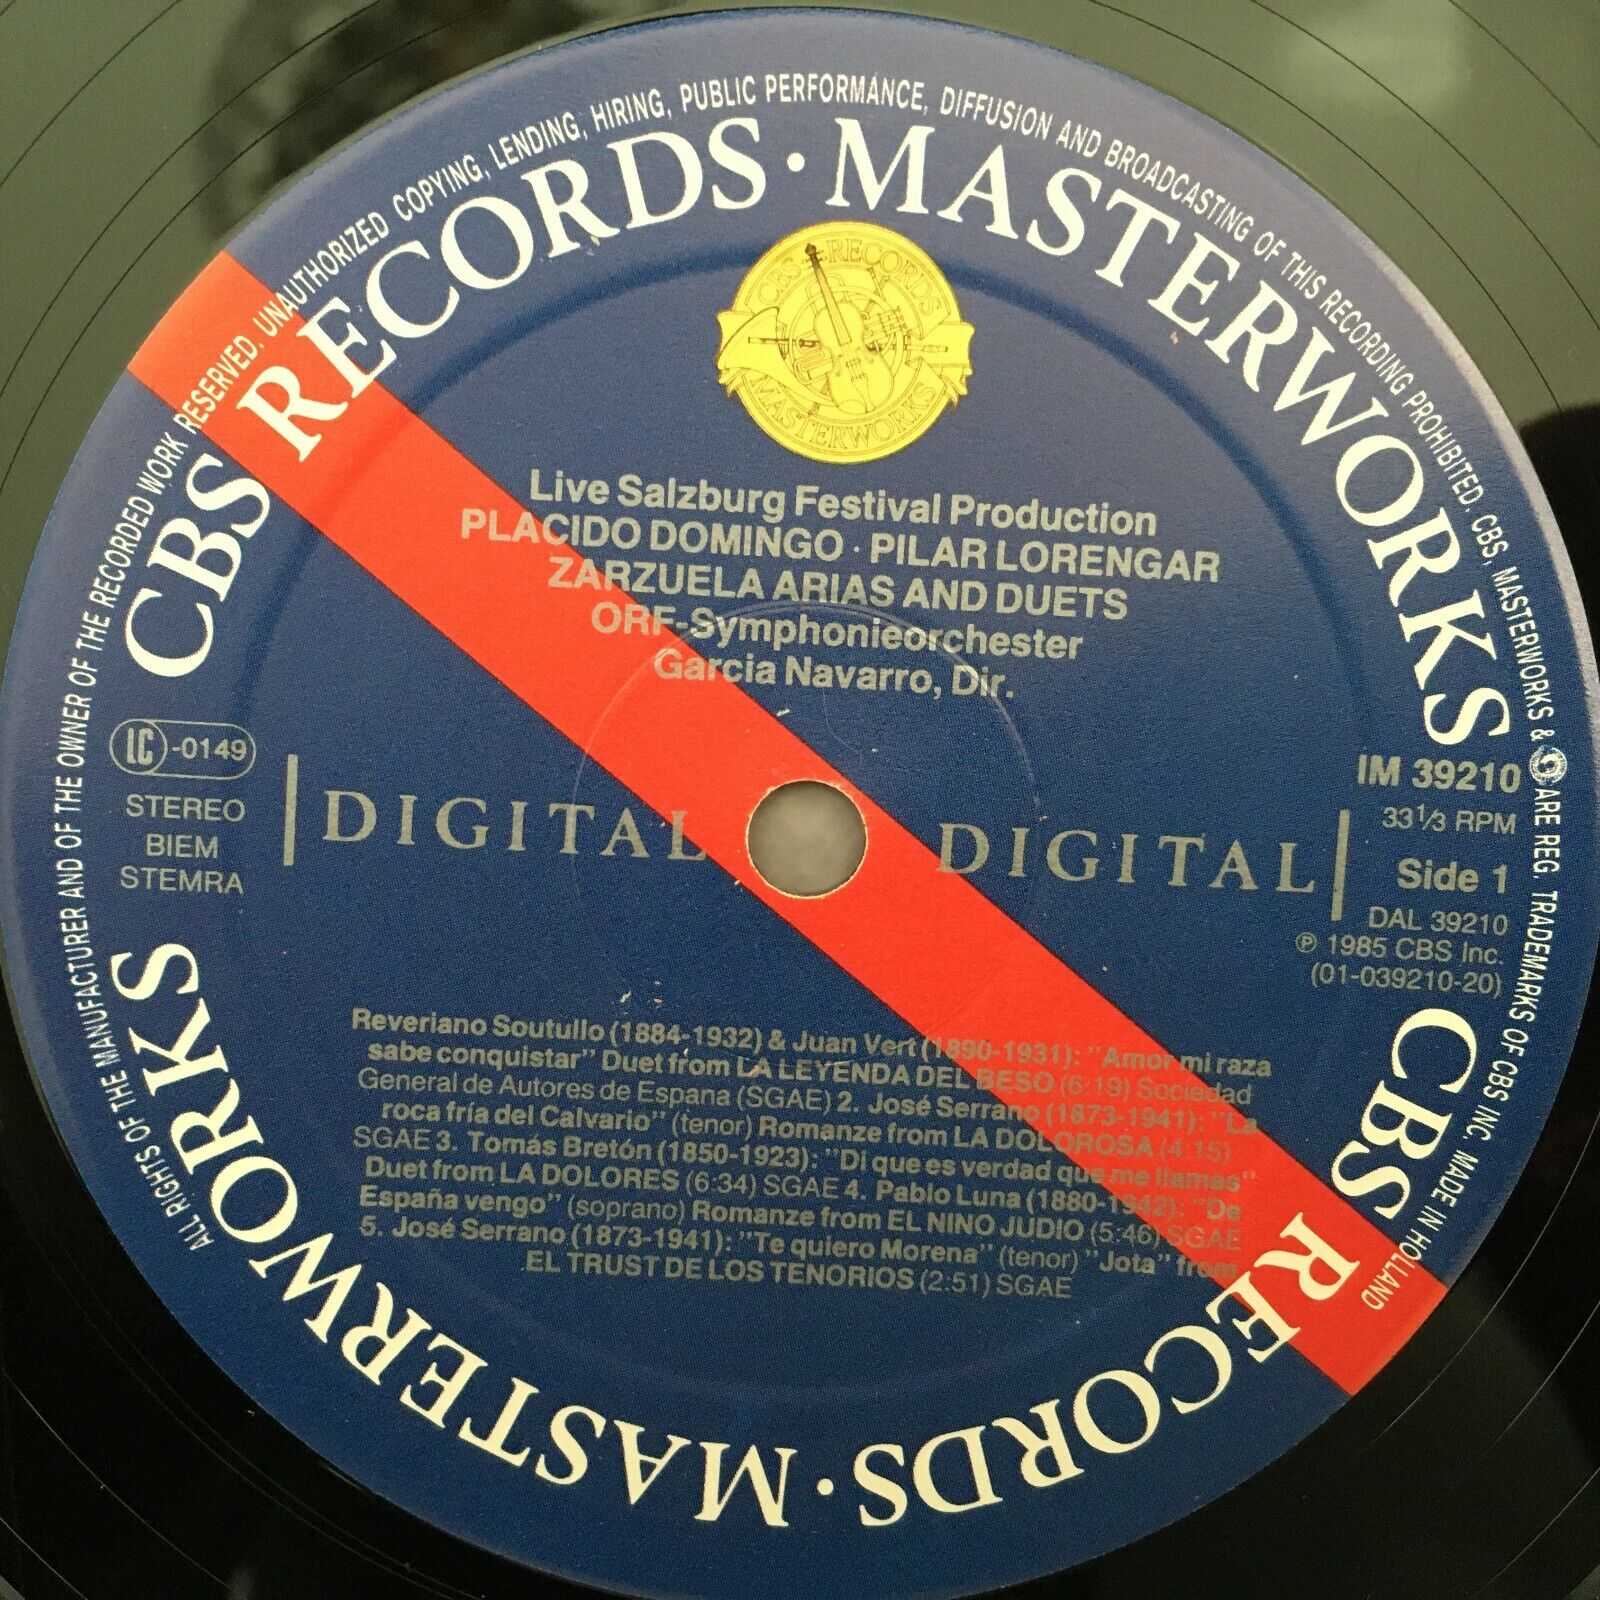 ALL RIGHTS OF THE MANUFACTURER AND OF THE OWNER OF THE RECORDED WORK RESERVED. UNAUTHORIZED COPYING, LENDING, HIRING, PUBLIC PERFORMANCE, DIFFUSION AND BROADCASTING OF THIS RECORDING PROHIBITED. CBS, MASTERWORKS & ARE REG. TRADEMARKS OF CBS INC. MADE IN HOLLAND
CBS RECORDS · MASTERWORKS
CBS RECORDS
MASTERWORKS
Live Salzburg Festival Production
PLACIDO DOMINGO · PILAR LORENGAR
ZARZUELA ARIAS AND DUETS
ORF-Symphonieorchester
Garcia Navarro, Dir.
LC-0149
STEREO
BIEM
STEMRA
DIGITAL
DIGITAL
IM 39210
33 1/3 RPM
Side 1
DAL 39210
℗ 1985 CBS Inc.
(01-039210-20)
Reveriano Soutullo (1884-1932) & Juan Vert (1890-1931): "Amor mi raza
sabe conquistar" Duet from LA LEYENDA DEL BESO (6:19) Sociedad
General de Autores de Espana (SGAE) 2. José Serrano (1873-1941): "La
roca fría del Calvario" (tenor) Romanze from LA DOLOROSA (4:15)
SGAE 3. Tomás Bretón (1850-1923): "Di que es verdad que me llamas"
Duet from LA DOLORES (6:34) SGAE 4. Pablo Luna (1880-1942): "De
España vengo" (soprano) Romanze from EL NINO JUDIO (5:46) SGAE
5. José Serrano (1873-1941): "Te quiero Morena" (tenor) "Jota" from
EL TRUST DE LOS TENORIOS (2:51) SGAE
CBS RECORDS · MASTERWORKS